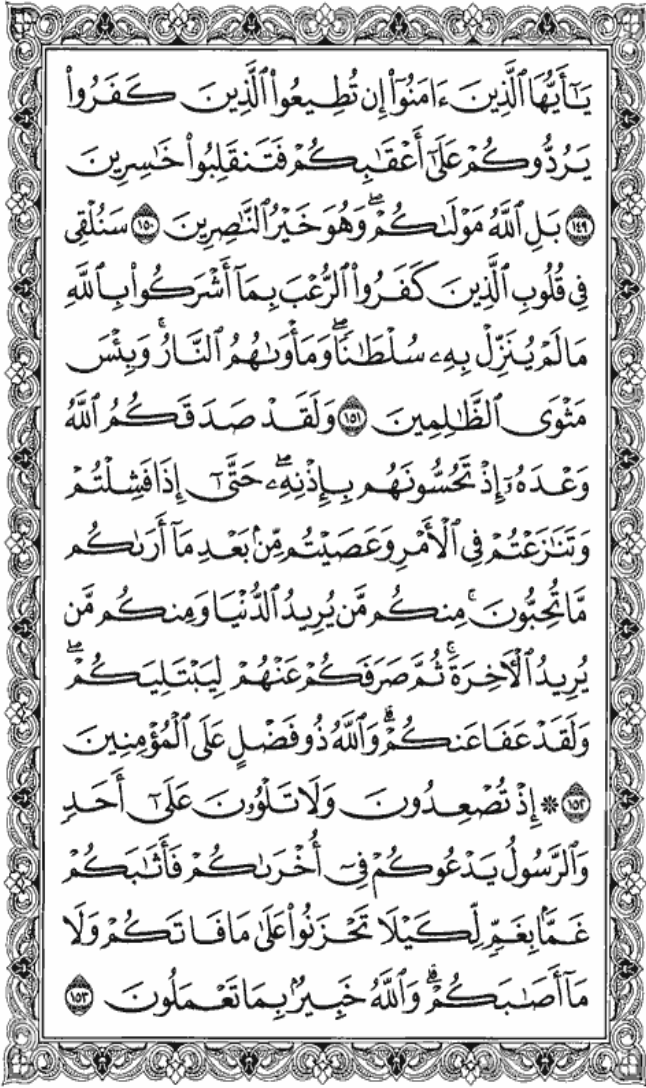 يَٰٓأَيُّهَا ٱلَّذِينَ ءَامَنُوٓا۟ إِن تُطِيعُوا۟ ٱلَّذِينَ كَفَرُوا۟
يَرُدُّوكُمْ عَلَىٰٓ أَعْقَٰبِكُمْ فَتَنقَلِبُوا۟ خَٰسِرِينَ
١٤٩ بَلِ ٱللَّهُ مَوْلَىٰكُمْ ۖ وَهُوَ خَيْرُ ٱلنَّٰصِرِينَ ١٥٠ سَنُلْقِى
فِى قُلُوبِ ٱلَّذِينَ كَفَرُوا۟ ٱلرُّعْبَ بِمَآ أَشْرَكُوا۟ بِٱللَّهِ
مَا لَمْ يُنَزِّلْ بِهِۦ سُلْطَٰنًا ۖ وَمَأْوَىٰهُمُ ٱلنَّارُ ۚ وَبِئْسَ
مَثْوَى ٱلظَّٰلِمِينَ ١٥١ وَلَقَدْ صَدَقَكُمُ ٱللَّهُ
وَعْدَهُۥٓ إِذْ تَحُسُّونَهُم بِإِذْنِهِۦ ۖ حَتَّىٰٓ إِذَا فَشِلْتُمْ
وَتَنَٰزَعْتُمْ فِى ٱلْأَمْرِ وَعَصَيْتُم مِّنۢ بَعْدِ مَآ أَرَىٰكُم
مَّا تُحِبُّونَ ۚ مِنكُم مَّن يُرِيدُ ٱلدُّنْيَا وَمِنكُم مَّن
يُرِيدُ ٱلْءَاخِرَةَ ۚ ثُمَّ صَرَفَكُمْ عَنْهُمْ لِيَبْتَلِيَكُمْ ۖ
وَلَقَدْ عَفَا عَنكُمْ ۗ وَٱللَّهُ ذُو فَضْلٍ عَلَى ٱلْمُؤْمِنِينَ
١٥٢ ۞ إِذْ تُصْعِدُونَ وَلَا تَلْوُۥنَ عَلَىٰٓ أَحَدٍ
وَٱلرَّسُولُ يَدْعُوكُمْ فِىٓ أُخْرَىٰكُمْ فَأَثَٰبَكُمْ
غَمًّۢا بِغَمٍّ لِّكَيْلَا تَحْزَنُوا۟ عَلَىٰ مَا فَاتَكُمْ وَلَا
مَآ أَصَٰبَكُمْ ۗ وَٱللَّهُ خَبِيرٌۢ بِمَا تَعْمَلُونَ ١٥٣